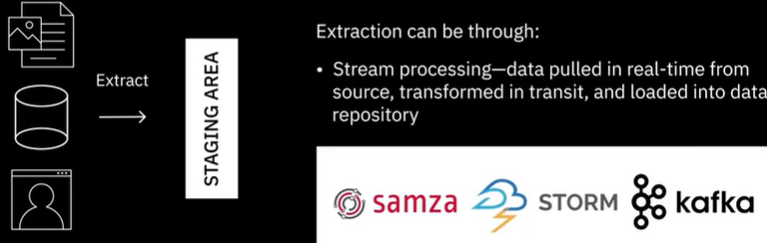 Extraction can be through:
• Stream processing—data pulled in real-time from
source, transformed in transit, and loaded into data
repository
Extract
STAGING AREA
samza
STORM
kafka